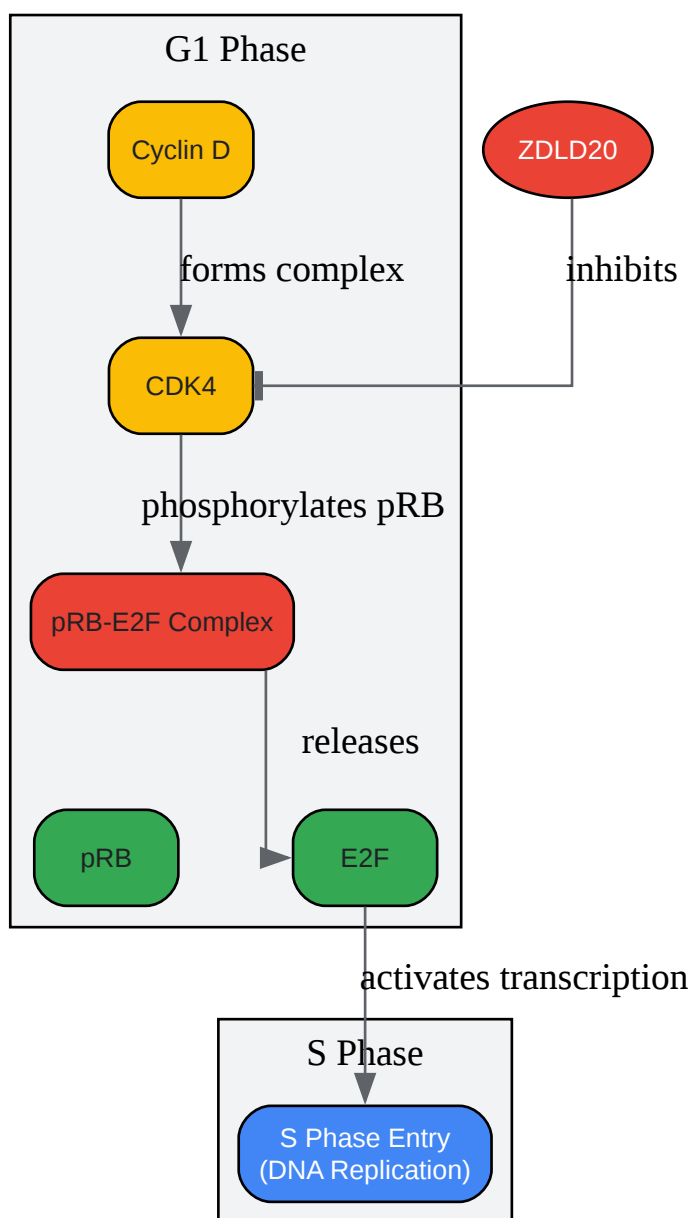 G1 Phase
Cyclin D
ZDLD20
forms complex
inhibits
CDK4
phosphorylates pRB
pRB-E2F Complex
releases
pRB
E2F
activates transcription
S Phase
S Phase Entry
(DNA Replication)